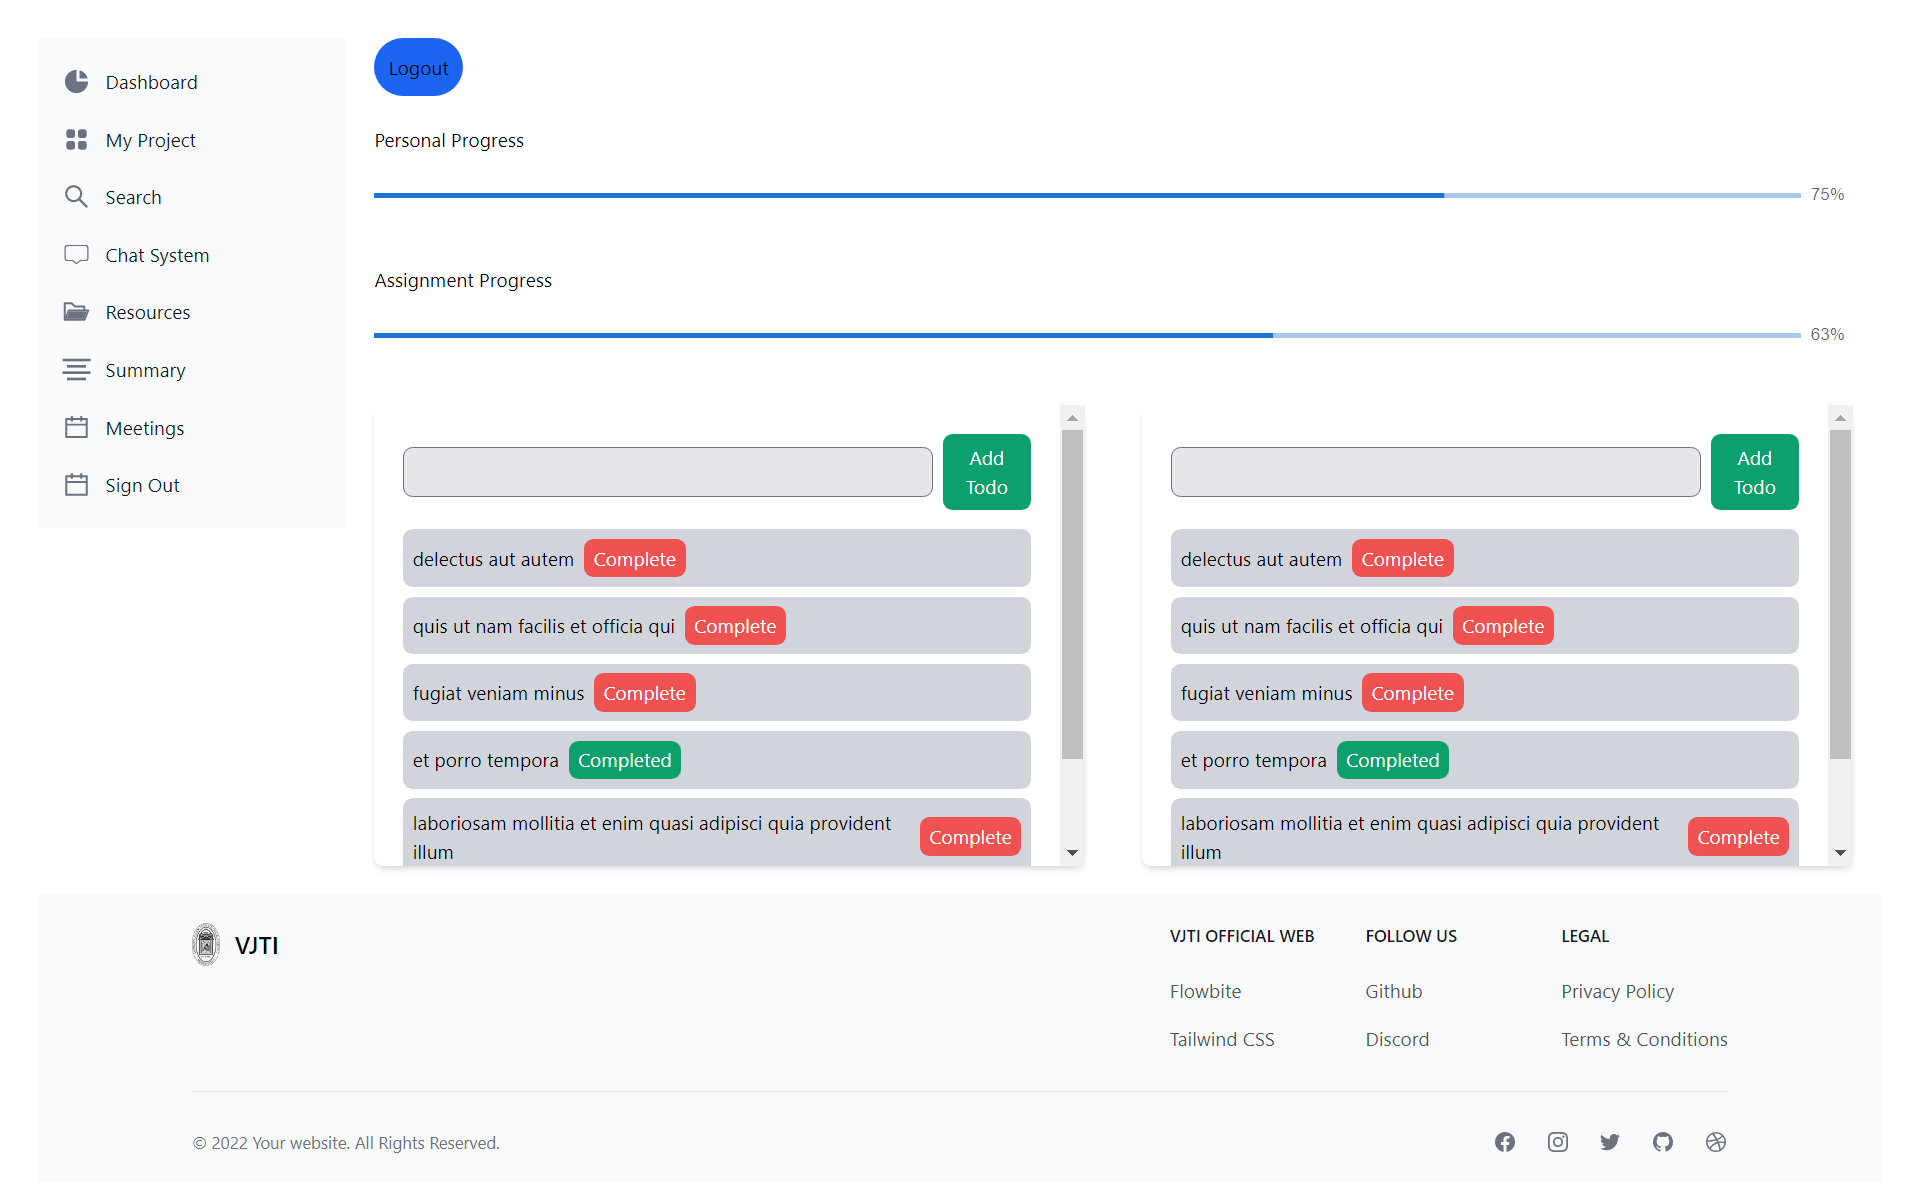 Dashboard
My Project
Search
Chat System
Resources
Summary
Meetings
Sign Out
Logout
Personal Progress
75%
Assignment Progress
63%
Add
Todo
delectus aut autem Complete
quis ut nam facilis et officia qui Complete
fugiat veniam minus Complete
et porro tempora Completed
laboriosam mollitia et enim quasi adipisci quia provident
illum
Complete
Add
Todo
delectus aut autem Complete
quis ut nam facilis et officia qui Complete
fugiat veniam minus Complete
et porro tempora Completed
laboriosam mollitia et enim quasi adipisci quia provident
illum
Complete
VJTI
VJTI OFFICIAL WEB
Flowbite
Tailwind CSS
FOLLOW US
Github
Discord
LEGAL
Privacy Policy
Terms & Conditions
© 2022 Your website. All Rights Reserved.